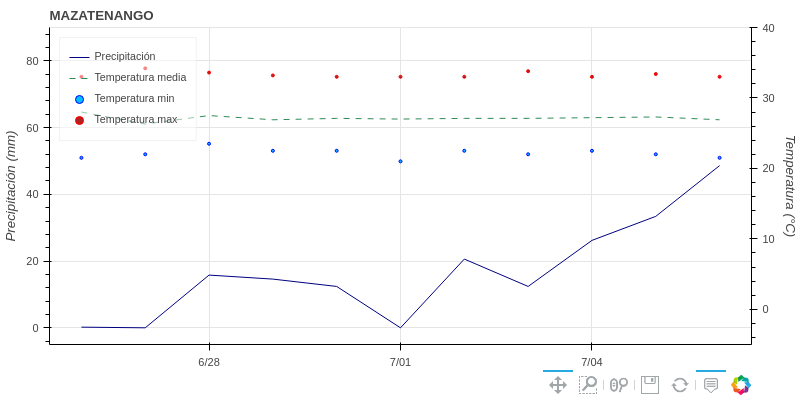 MAZATENANGO
Precipitación
Temperatura media
Temperatura min
Temperatura max
Precipitación (mm)
80
60
40
20
0
Temperatura (°C)
40
30
20
10
0
6/28
7/01
7/04